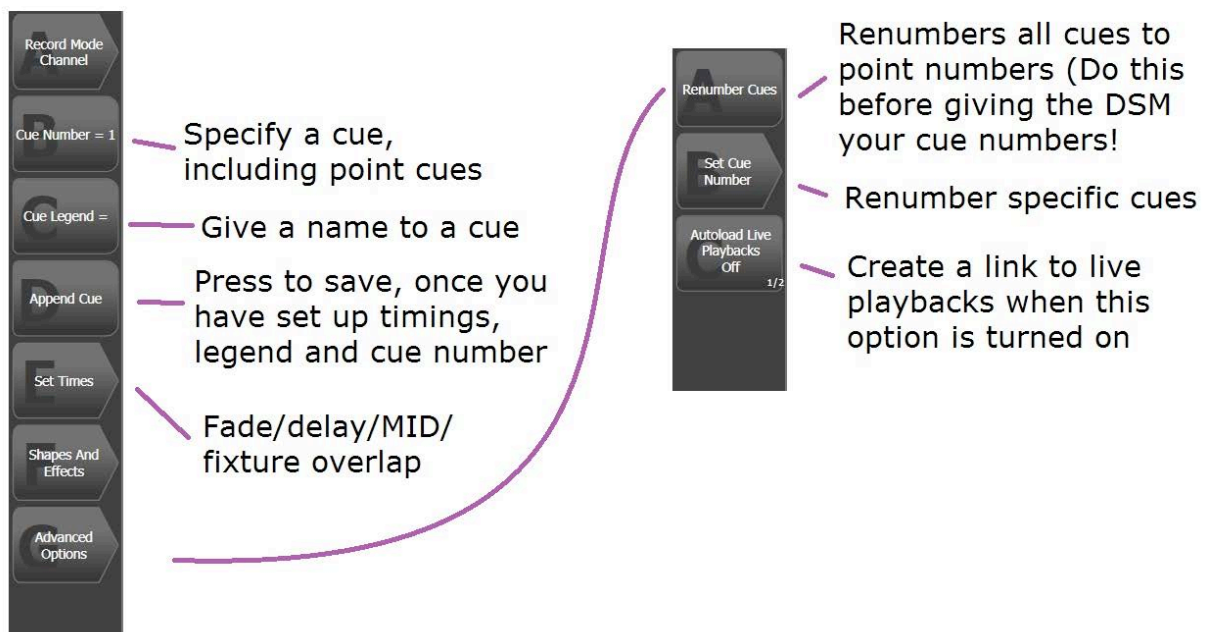 A
Record Mode
Channel
B
Cue Number = 1
C
Cue Legend =
D
Append Cue
E
Set Times
F
Shapes And
Effects
G
Advanced
Options
Specify a cue,
including point cues
Give a name to a cue
Press to save, once you
have set up timings,
legend and cue number
Fade/delay/MID/
fixture overlap
A
Renumber Cues
B
Set Cue
Number
C
Autoload Live
Playbacks
Off
1/2
Renumbers all cues to
point numbers (Do this
before giving the DSM
your cue numbers!
Renumber specific cues
Create a link to live
playbacks when this
option is turned on